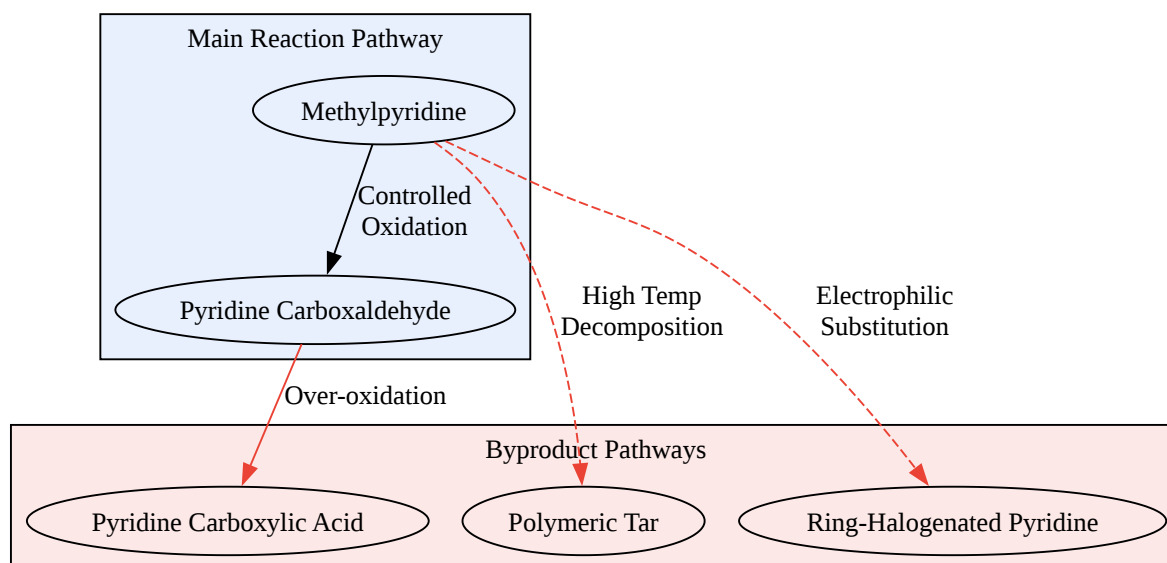 Main Reaction Pathway
Methylpyridine
Controlled
Oxidation
Pyridine Carboxaldehyde
High Temp
Decomposition
Electrophilic
Substitution
Over-oxidation
Byproduct Pathways
Pyridine Carboxylic Acid
Polymeric Tar
Ring-Halogenated Pyridine